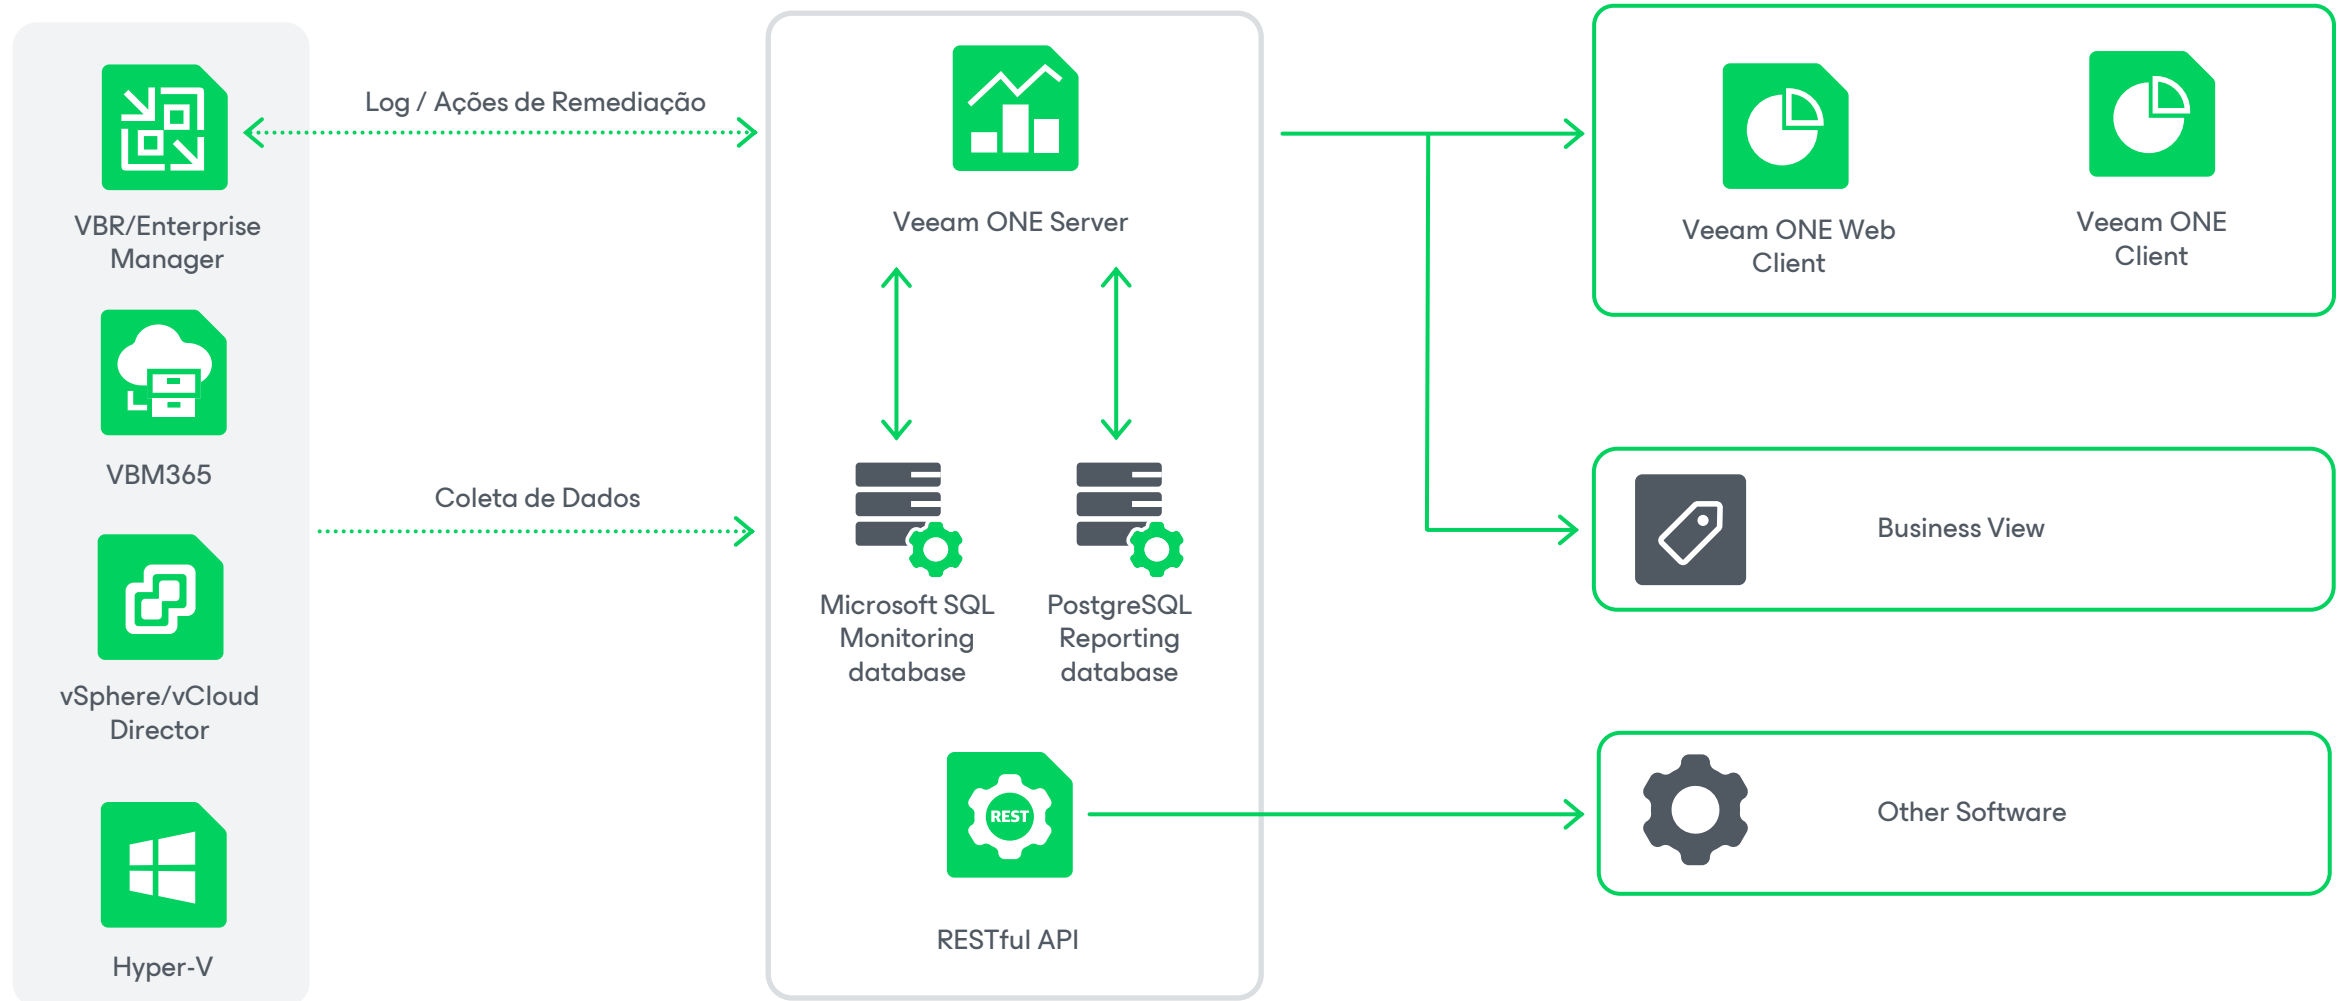 VBR/Enterprise
Manager
VBM365
vSphere/vCloud
Director
Hyper-V
Log / Ações de Remediação
Coleta de Dados
Veeam ONE Server
Microsoft SQL
Monitoring
database
PostgreSQL
Reporting
database
REST
RESTful API
Veeam ONE Web
Client
Veeam ONE
Client
Business View
Other Software